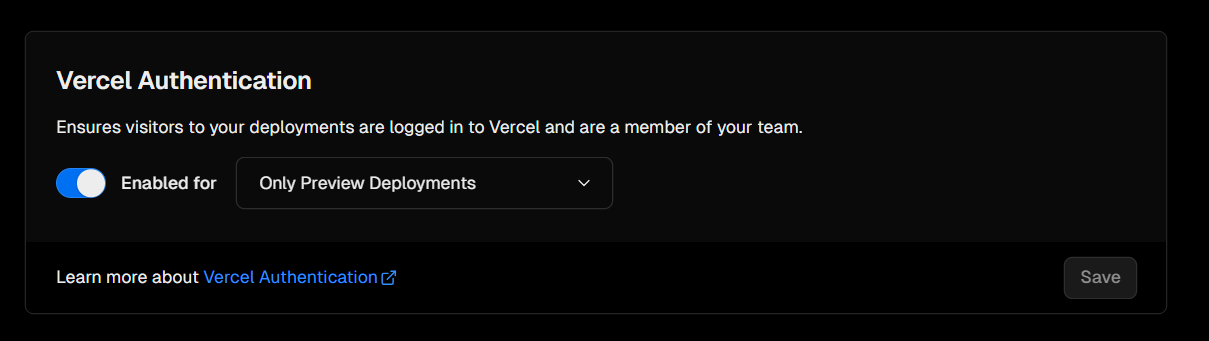 Vercel Authentication
Ensures visitors to your deployments are logged in to Vercel and are a member of your team.
Enabled for Only Preview Deployments
Learn more about Vercel Authentication
Save